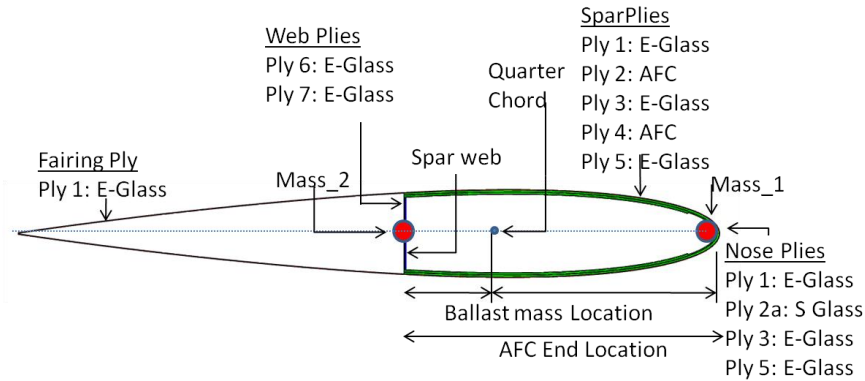 Web Plies
Ply 6: E-Glass
Ply 7: E-Glass
Quarter
Chord
SparPlies
Ply 1: E-Glass
Ply 2: AFC
Ply 3: E-Glass
Ply 4: AFC
Ply 5: E-Glass
Fairing Ply
Ply 1: E-Glass
Mass_2
Spar web
Mass_1
Nose Plies
Ply 1: E-Glass
Ply 2a: S Glass
Ply 3: E-Glass
Ply 5: E-Glass
Ballast mass Location
AFC End Location